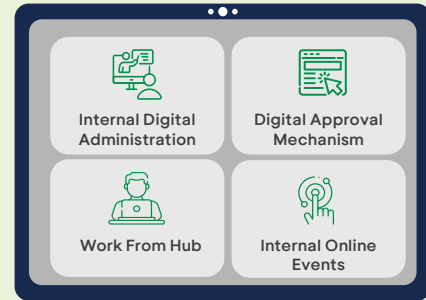 Internal Digital
Administration
Digital Approval
Mechanism
Work From Hub
Internal Online
Events